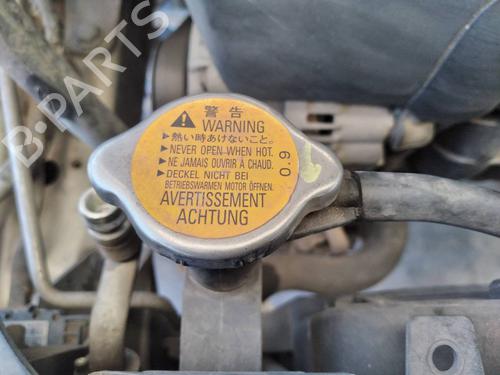 警告
WARNING
▶熱い時あけないこと。
▶NEVER OPEN WHEN HOT.
▶NE JAMAIS OUVRIR À CHAUD.
▶DECKEL NICHT BEI
BETRIEBSWARMEN MOTOR ÖFFNEN.
AVERTISSEMENT
ACHTUNG
0.9
B-PARTS